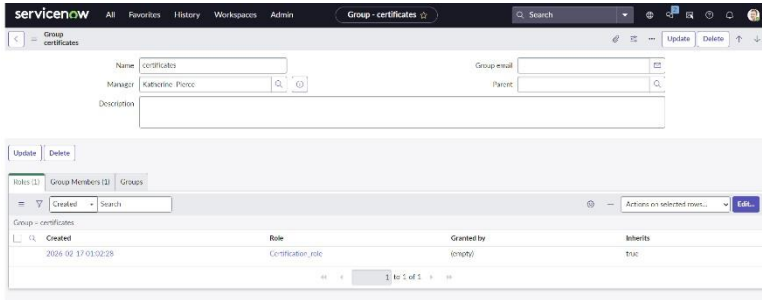 servicenow All Favorites History Workspaces Admin Group - certificates Search
Group
certificates
Update Delete
Name certificates Group email
Manager Katherine Pierce Parent
Description
Update Delete
Roles (1) Group Members (1) Groups
Created Search Actions on selected rows... Edit...
Group - certificates
Created Role Granted by Inherits
2026-02-17 01:02:28 Certification_role (empty) true
1 to 1 of 1